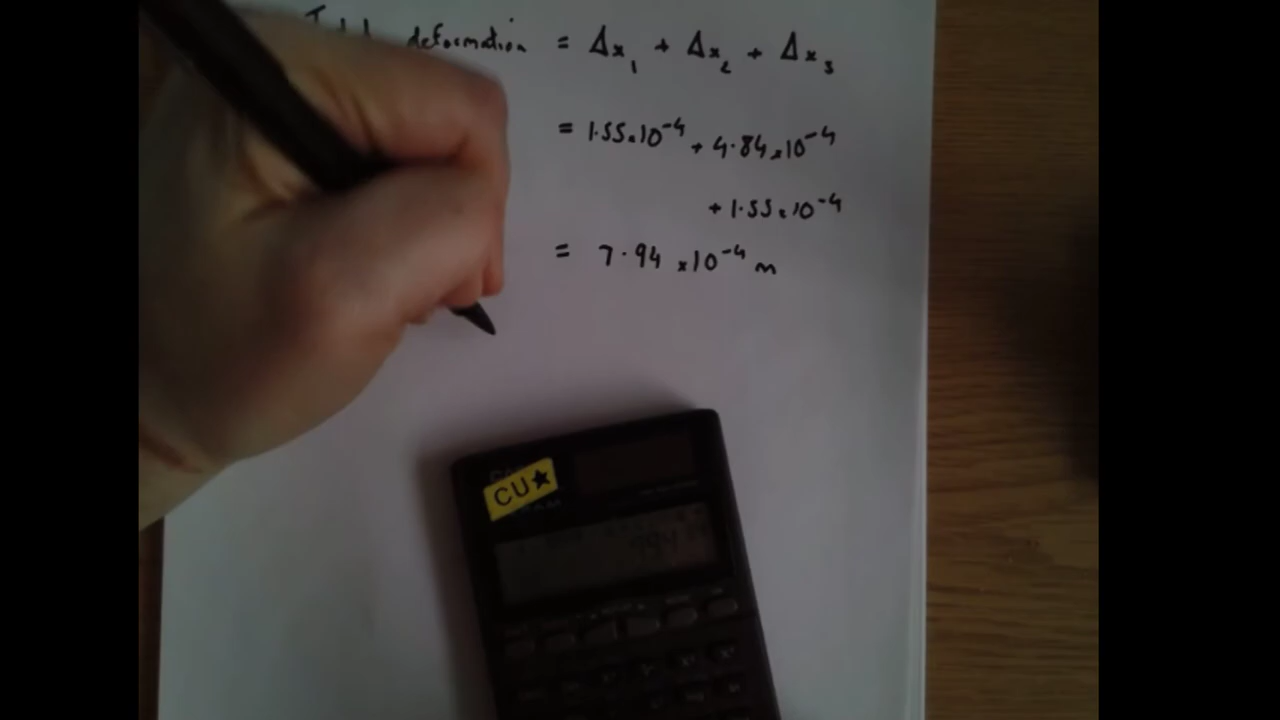 deformation = Δx₁ + Δx₂ + Δx₃
= 1.55×10⁻⁴ + 4.84×10⁻⁴
+ 1.55×10⁻⁴
= 7.94 ×10⁻⁴ m
CU★